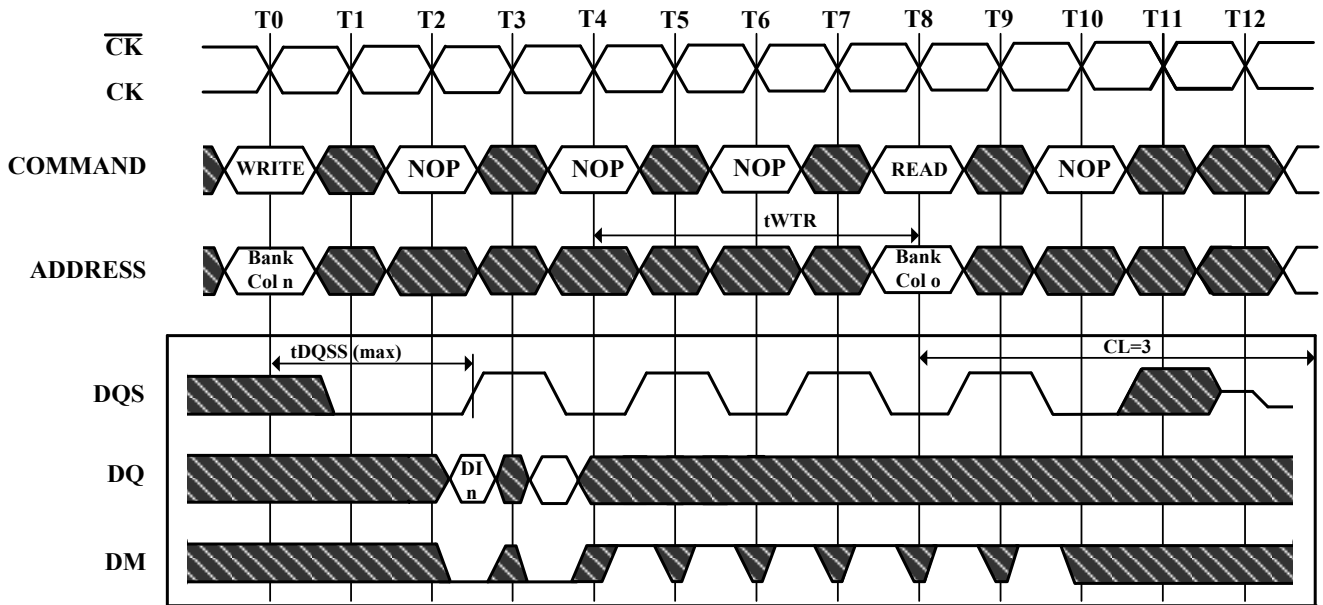 T0 T1 T2 T3 T4 T5 T6 T7 T8 T9 T10 T11 T12
CK
CK
COMMAND WRITE NOP NOP NOP READ NOP
tWTR
ADDRESS Bank Col n Bank Col o
tDQSS (max) CL=3
DQS
DQ DI n
DM